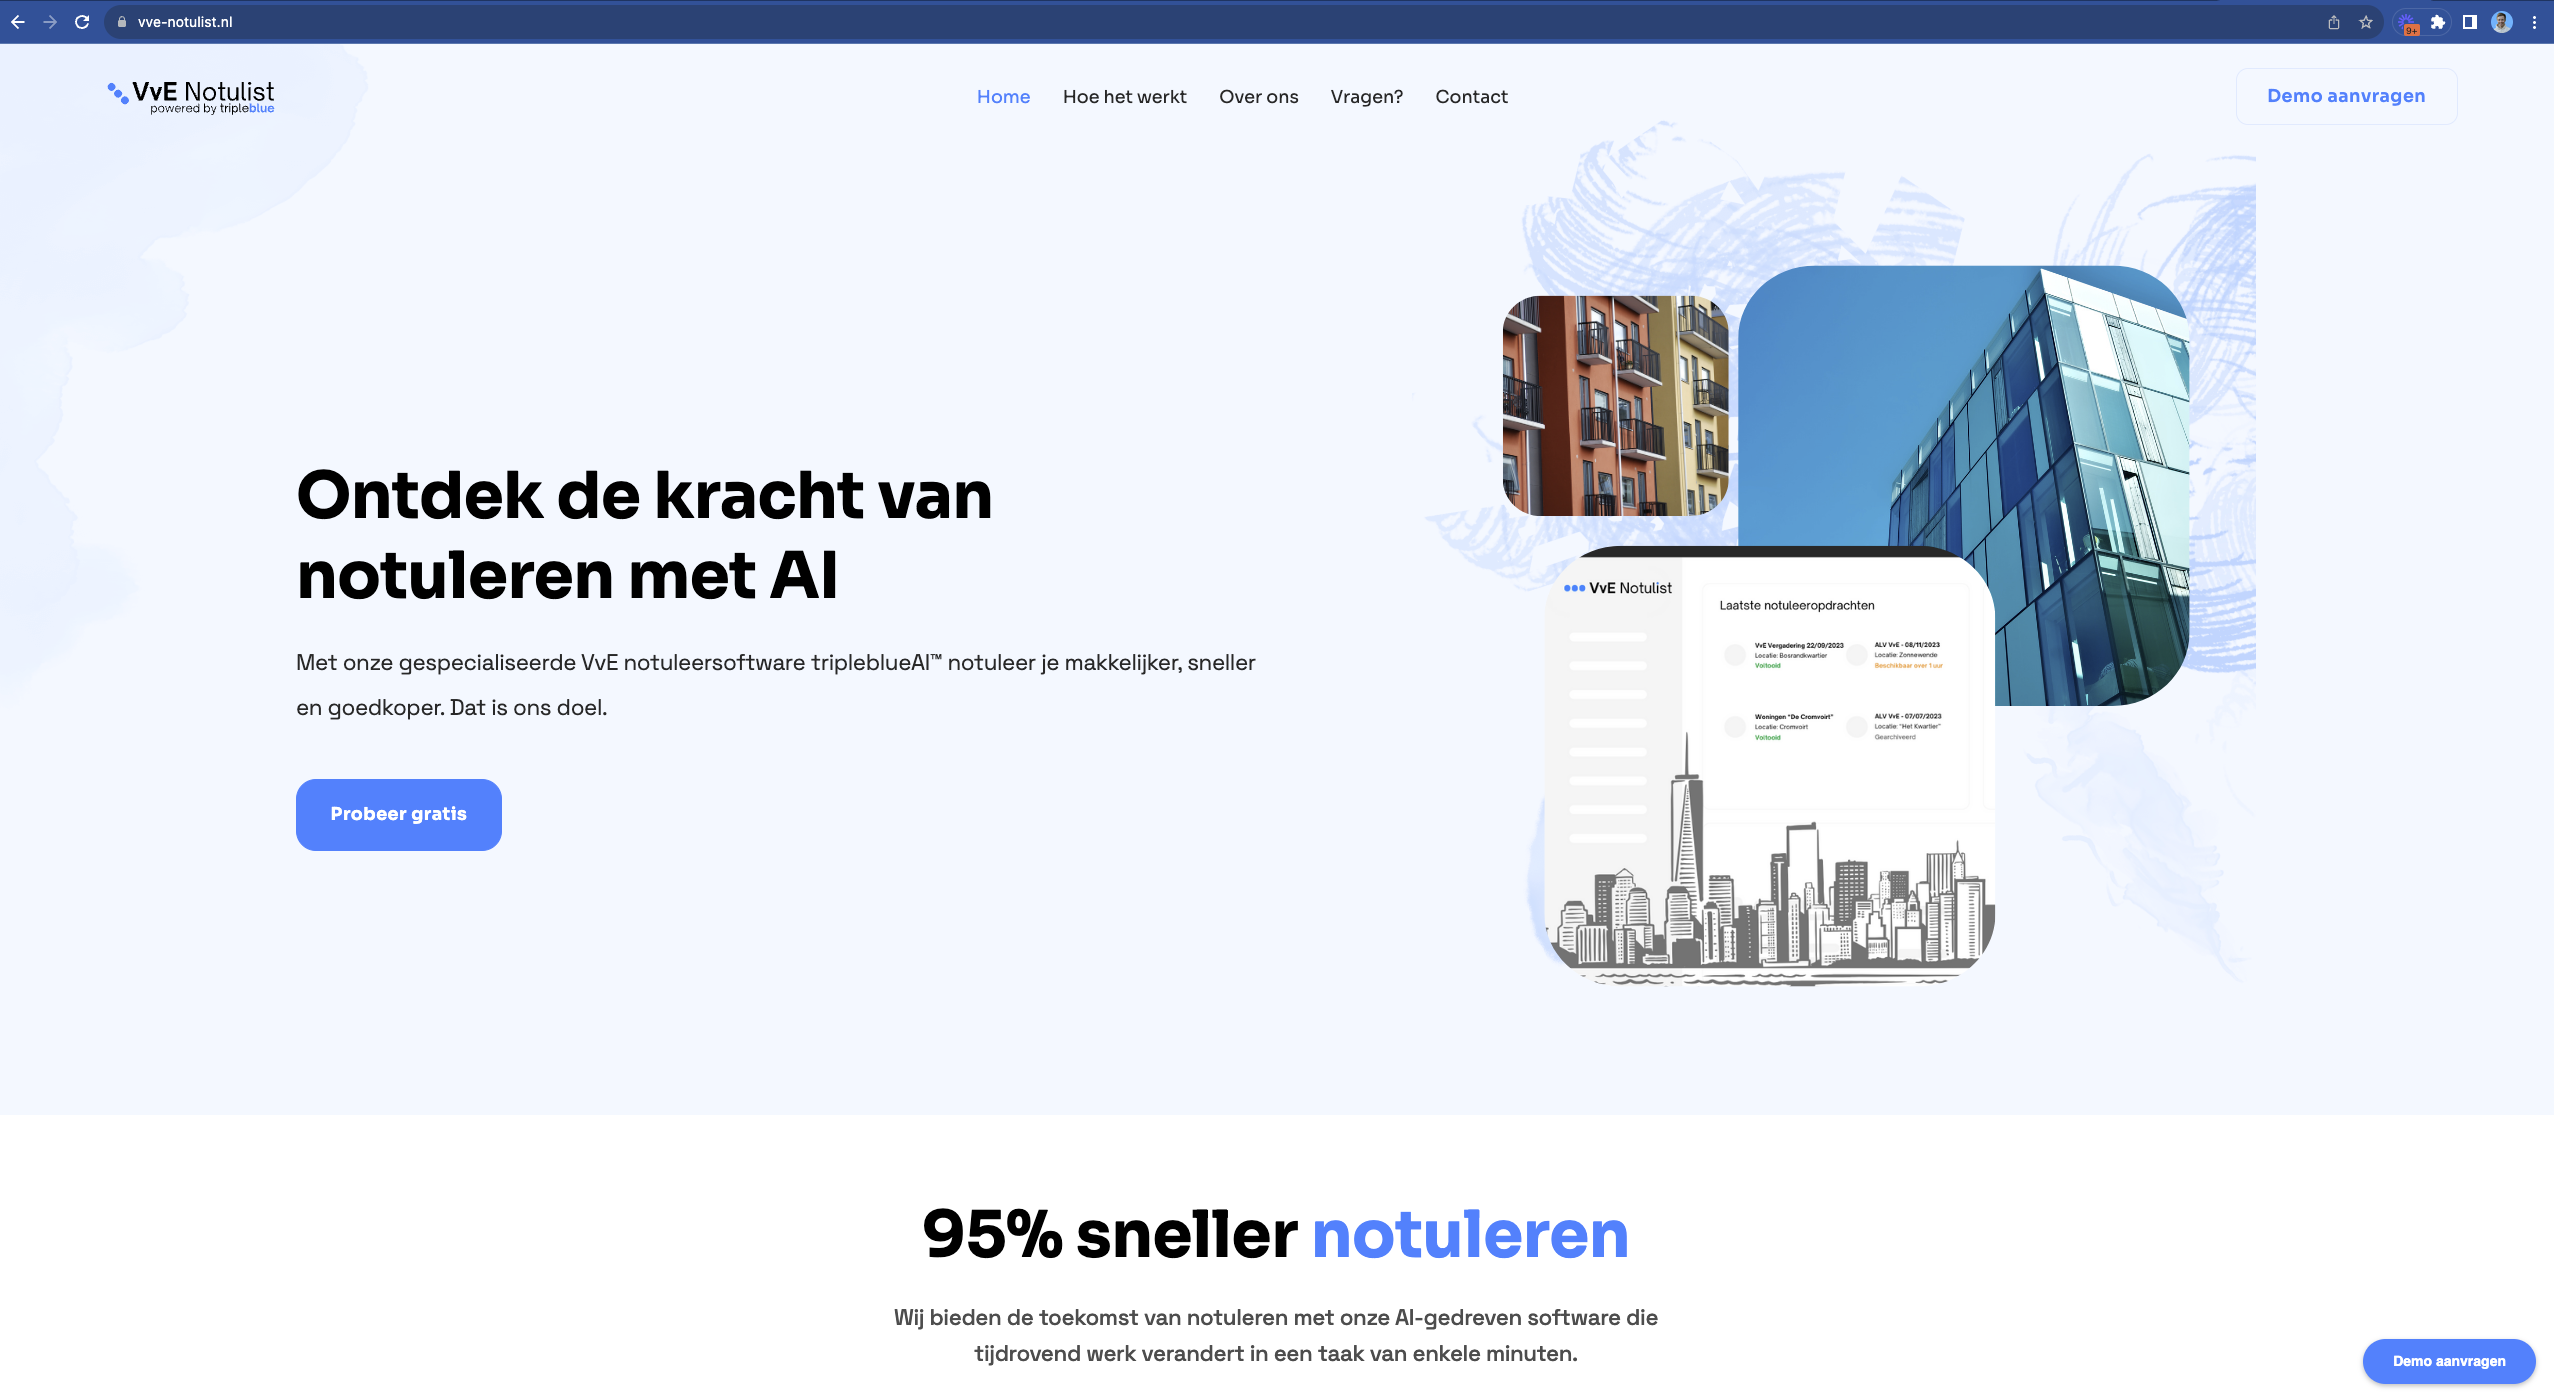 vve-notulist.nl
9+
VvE Notulist
powered by tripleblue
Home
Hoe het werkt
Over ons
Vragen?
Contact
Demo aanvragen
Ontdek de kracht van
notuleren met AI
Met onze gespecialiseerde VvE notuleersoftware tripleblueAI™ notuleer je makkelijker, sneller
en goedkoper. Dat is ons doel.
Probeer gratis
VvE Notulist
Laatste notuleeropdrachten
VvE Vergadering 22/09/2023
Locatie: Bosrandkwartier
Voltooid
ALV VvE - 08/11/2023
Locatie: Zonnewende
Beschikbaar over 1 uur
Woningen "De Cromvoirt"
Locatie: Cromvoirt
Voltooid
ALV VvE - 07/07/2023
Locatie: "Het Kwartier"
Gearchiveerd
95% sneller notuleren
Wij bieden de toekomst van notuleren met onze AI-gedreven software die
tijdrovend werk verandert in een taak van enkele minuten.
Demo aanvragen